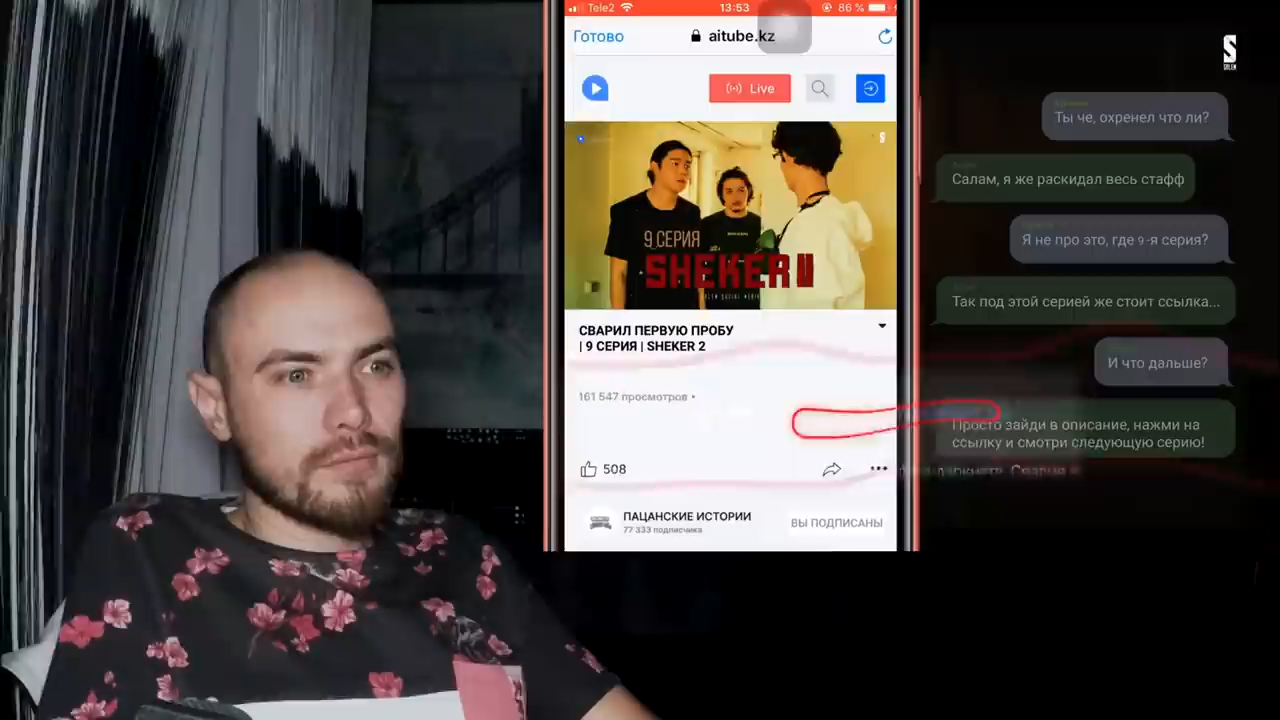 Tele2
13:53
86 %
Готово
aitube.kz
Live
9 СЕРИЯ
SHEKER II
СВАРИЛ ПЕРВУЮ ПРОБУ
| 9 СЕРИЯ | SHEKER 2
161 547 просмотров •
508
ПАЦАНСКИЕ ИСТОРИИ
77 333 подписчика
ВЫ ПОДПИСАНЫ
S
Ты че, охренел что ли?
Салам, я же раскидал весь стафф
Я не про это, где 9-я серия?
Так под этой серией же стоит ссылка...
И что дальше?
Просто зайди в описание, нажми на
ссылку и смотри следующую серию!